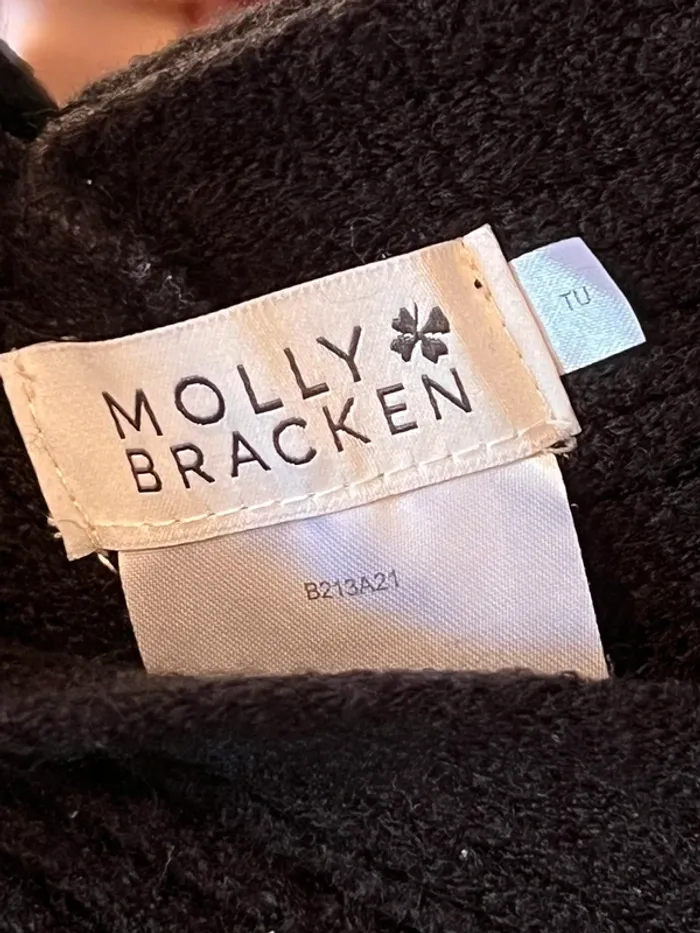 MOLLY
BRACKEN
TU
B213A21